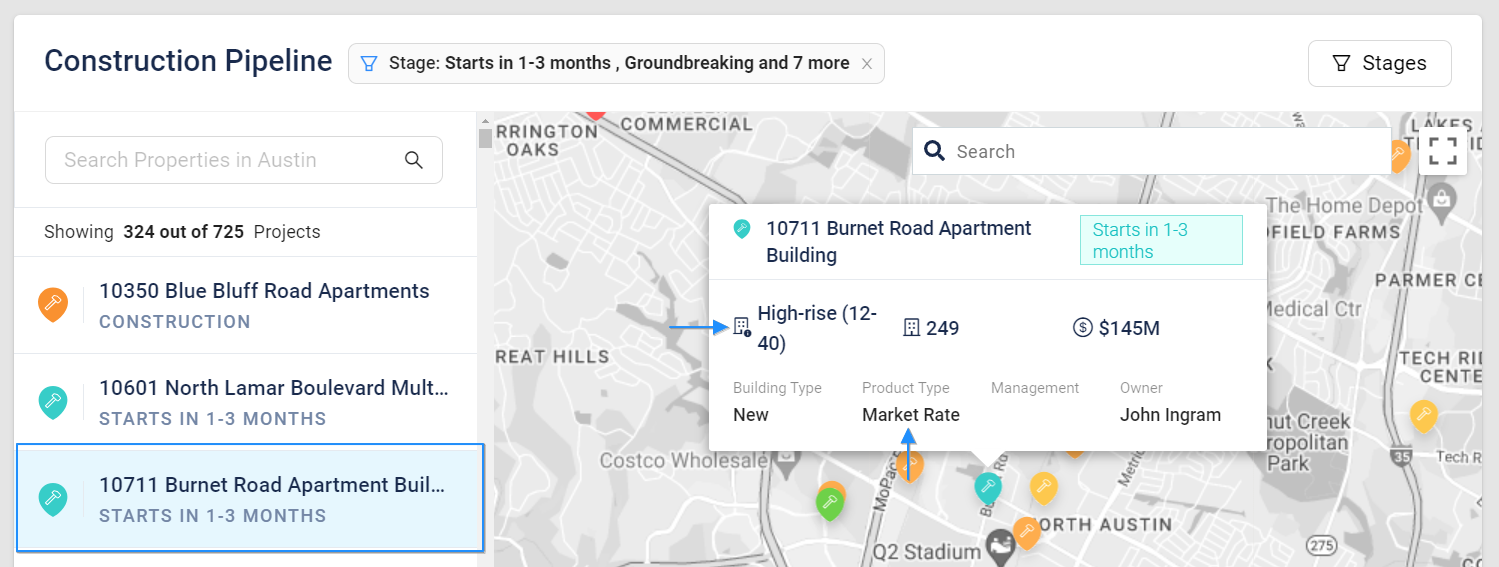 Construction Pipeline
Stage: Starts in 1-3 months , Groundbreaking and 7 more
Stages
Search Properties in Austin
Showing 324 out of 725 Projects
10350 Blue Bluff Road Apartments
CONSTRUCTION
10601 North Lamar Boulevard Mult...
STARTS IN 1-3 MONTHS
10711 Burnet Road Apartment Buil...
STARTS IN 1-3 MONTHS
RRINGTON
OAKS
COMMERCIAL
Search
LAKES
The Home Depot
FIELD FARMS
PARMER CE
Medical Ctr
REAT HILLS
TECH RID
CENTE
10711 Burnet Road Apartment
Building
Starts in 1-3
months
High-rise (12-
40)
249
$145M
Building Type
New
Product Type
Market Rate
Management
Owner
John Ingram
nut Creek
ropolitan
Park
35
Tech R
Costco Wholesale
MoPac
Rd
Metric
ORTH AUSTIN
Q2 Stadium
275